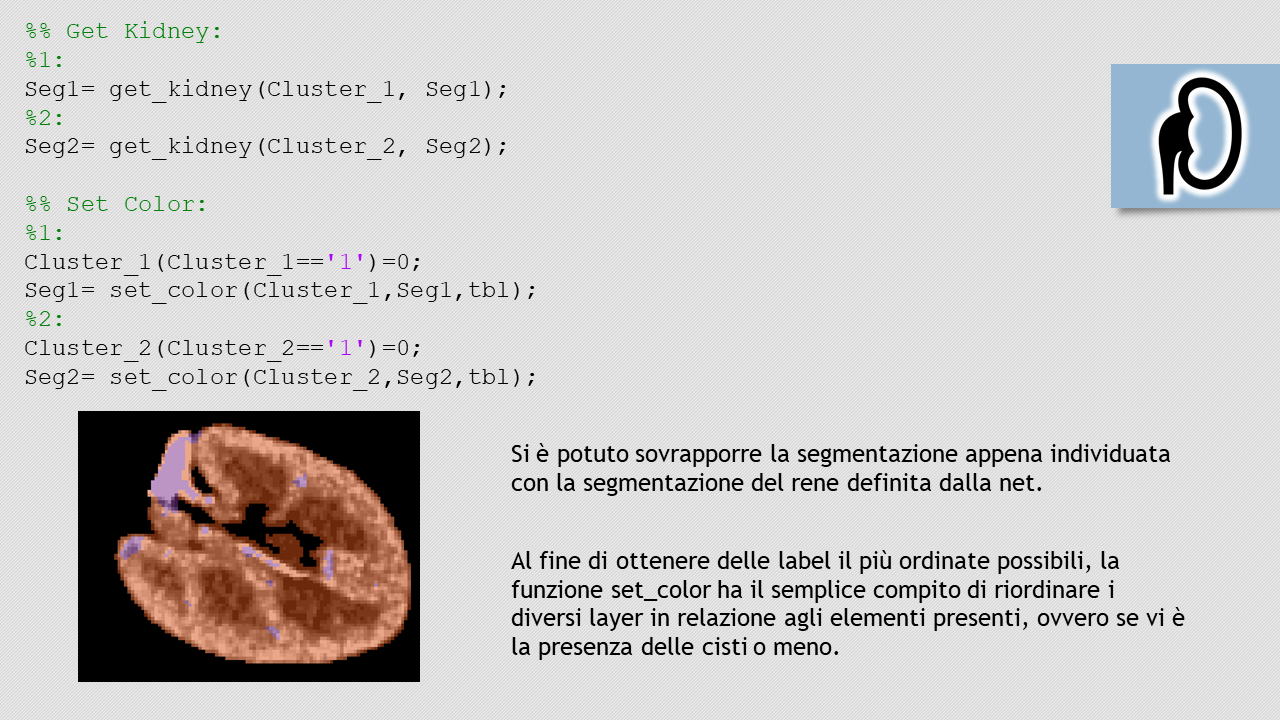 %% Get Kidney:
%1:
Seg1= get_kidney(Cluster_1, Seg1);
%2:
Seg2= get_kidney(Cluster_2, Seg2);
%% Set Color:
%1:
Cluster_1(Cluster_1=='1')=0;
Seg1= set_color(Cluster_1,Seg1,tbl);
%2:
Cluster_2(Cluster_2=='1')=0;
Seg2= set_color(Cluster_2,Seg2,tbl);
Si è potuto sovrapporre la segmentazione appena individuata
con la segmentazione del rene definita dalla net.
Al fine di ottenere delle label il più ordinate possibili, la
funzione set_color ha il semplice compito di riordinare i
diversi layer in relazione agli elementi presenti, ovvero se vi è
la presenza delle cisti o meno.